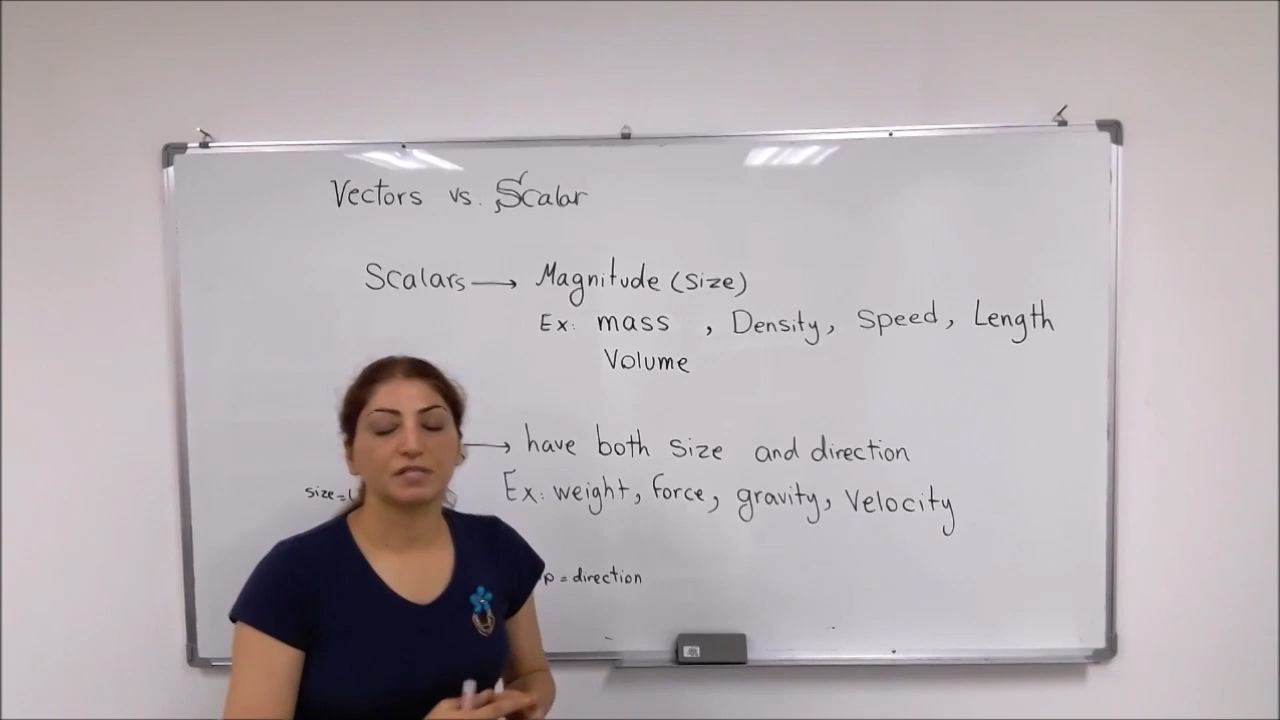 Vectors vs. Scalar
Scalars → Magnitude (size)
Ex: mass , Density, Speed, Length
Volume
→ have both size and direction
Ex: weight, force, gravity, Velocity
size=
= direction